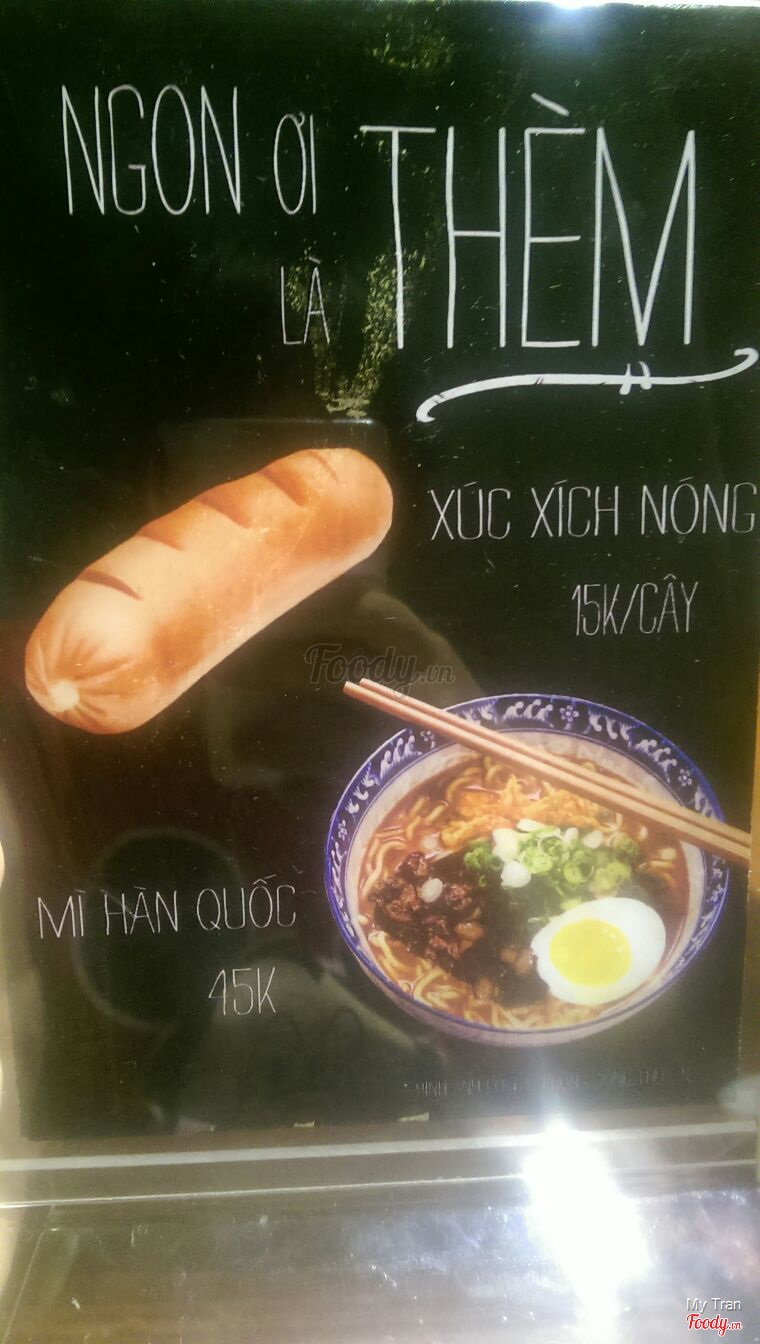 NGON ƠI
LÀ THÈM
XÚC XÍCH NÓNG
15K/CÂY
Foody.vn
MÌ HÀN QUỐC
45K
My Tran
Foody.vn